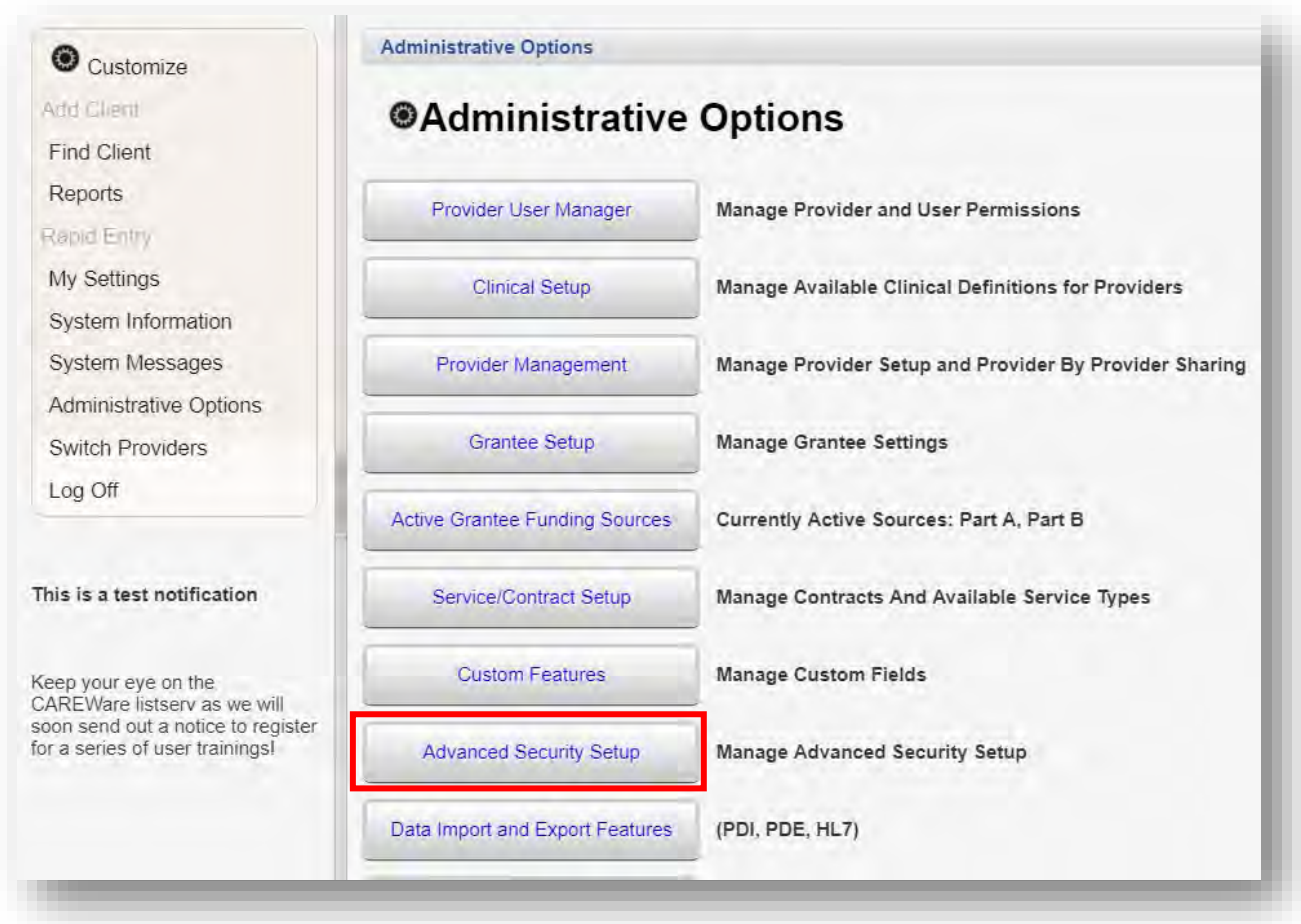 Customize
Add Client
Find Client
Reports
Rapid Entry
My Settings
System Information
System Messages
Administrative Options
Switch Providers
Log Off
This is a test notification
Keep your eye on the
CAREWare listserv as we will
soon send out a notice to register
for a series of user trainings!
Administrative Options
Administrative Options
Provider User Manager Manage Provider and User Permissions
Clinical Setup Manage Available Clinical Definitions for Providers
Provider Management Manage Provider Setup and Provider By Provider Sharing
Grantee Setup Manage Grantee Settings
Active Grantee Funding Sources Currently Active Sources: Part A, Part B
Service/Contract Setup Manage Contracts And Available Service Types
Custom Features Manage Custom Fields
Advanced Security Setup Manage Advanced Security Setup
Data Import and Export Features (PDI, PDE, HL7)